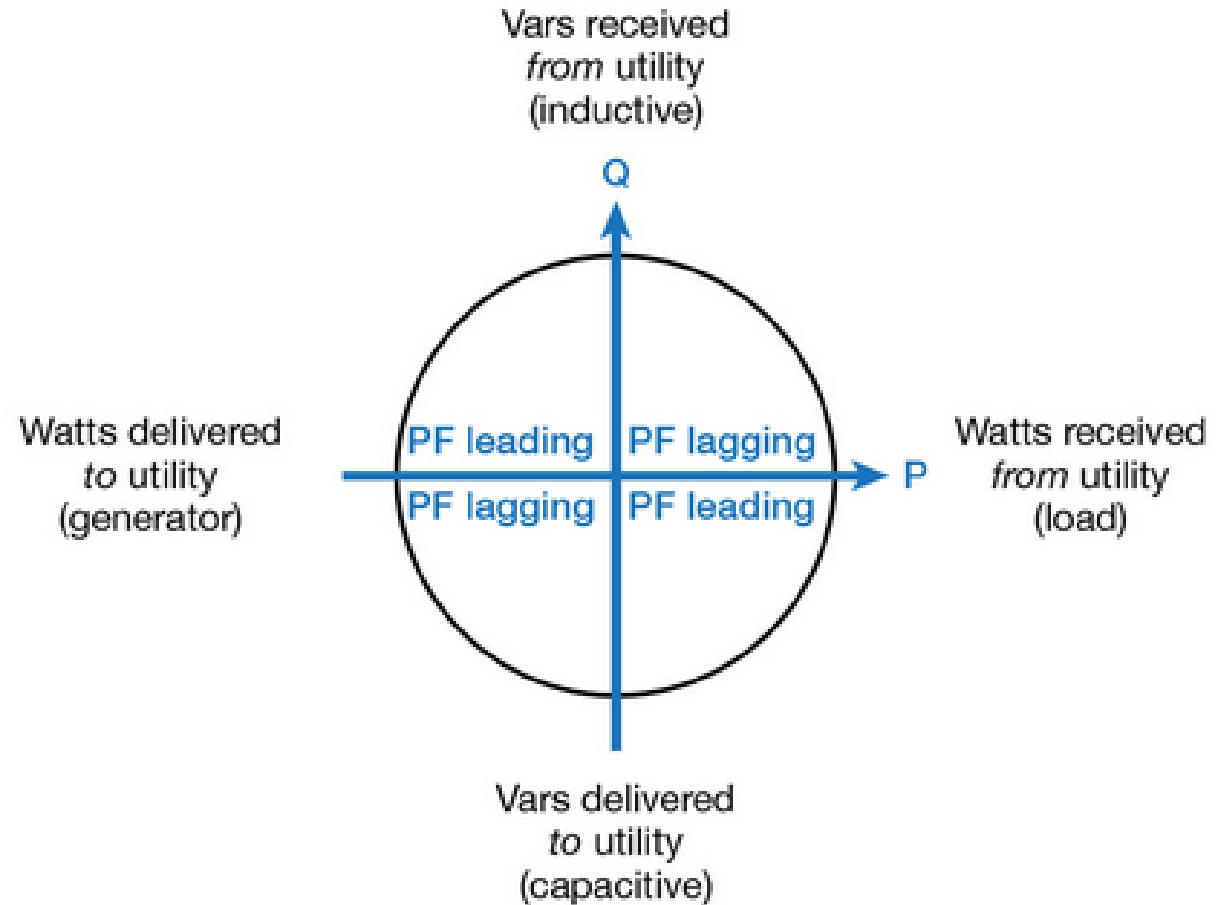 Vars received
from utility
(inductive)
Q
Watts delivered
to utility
(generator)
PF leading
PF lagging
PF lagging
PF leading
P
Watts received
from utility
(load)
Vars delivered
to utility
(capacitive)